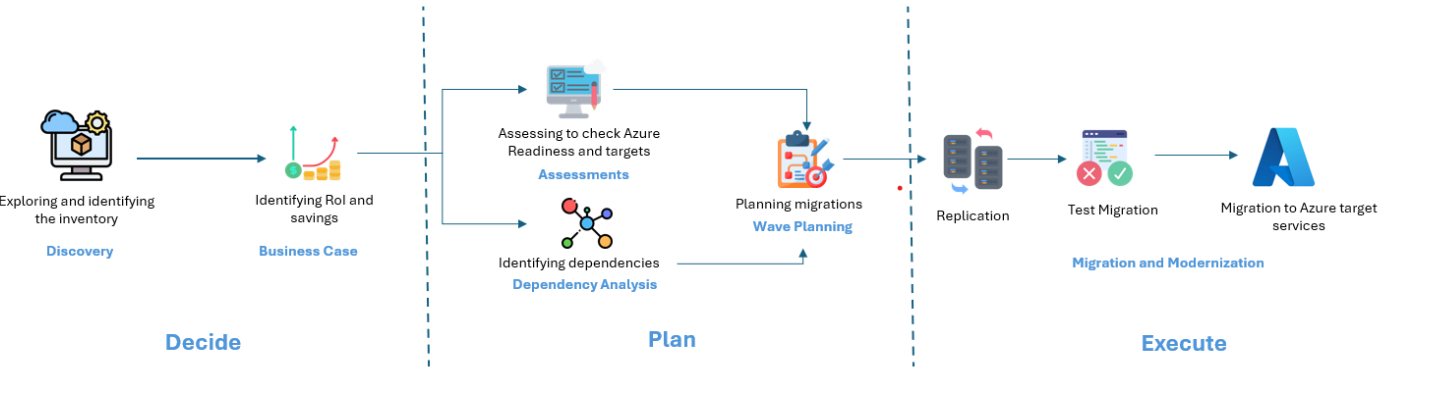 Exploring and identifying
the inventory
Discovery
Identifying RoI and
savings
Business Case
Decide
Assessing to check Azure
Readiness and targets
Assessments
Identifying dependencies
Dependency Analysis
Planning migrations
Wave Planning
Plan
Replication
Test Migration
Migration to Azure target
services
Migration and Modernization
Execute